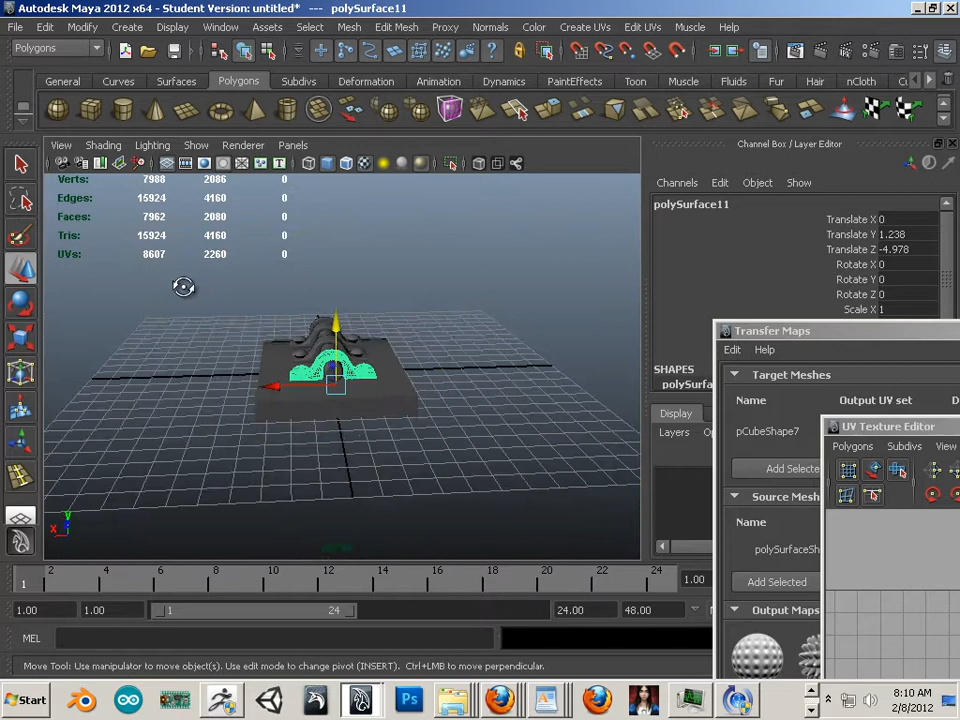 Autodesk Maya 2012 x64 - Student Version: untitled* --- polySurface11
File Edit Modify Create Display Window Assets Select Mesh Edit Mesh Proxy Normals Color Create UVs Edit UVs Muscle Help
Polygons
General Curves Surfaces Polygons Subdivs Deformation Animation Dynamics PaintEffects Toon Muscle Fluids Fur Hair nCloth
View Shading Lighting Show Renderer Panels
Channel Box / Layer Editor
Channels Edit Object Show
Verts: 7988 2086 0
Edges: 15924 4160 0
Faces: 7962 2080 0
Tris: 15924 4160 0
UVs: 8607 2260 0
polySurface11
Translate X 0
Translate Y 1.238
Translate Z -4.978
Rotate X 0
Rotate Y 0
Rotate Z 0
Scale X 1
SHAPES
polySurfa
Display
Layers
Transfer Maps
Edit Help
Target Meshes
Name Output UV set D
pCubeShape7
Add Selecte
Source Mesh
Name
polySurfaceSh
Add Selected
Output Maps
UV Texture Editor
Polygons Subdivs View
y
x
2 4 6 8 10 12 14 16 18 20 22 24
1
1.00
1.00 1.00 1 24 24.00 48.00
MEL
Move Tool: Use manipulator to move object(s). Use edit mode to change pivot (INSERT). Ctrl+LMB to move perpendicular.
Start
Ps
8:10 AM
2/8/2012